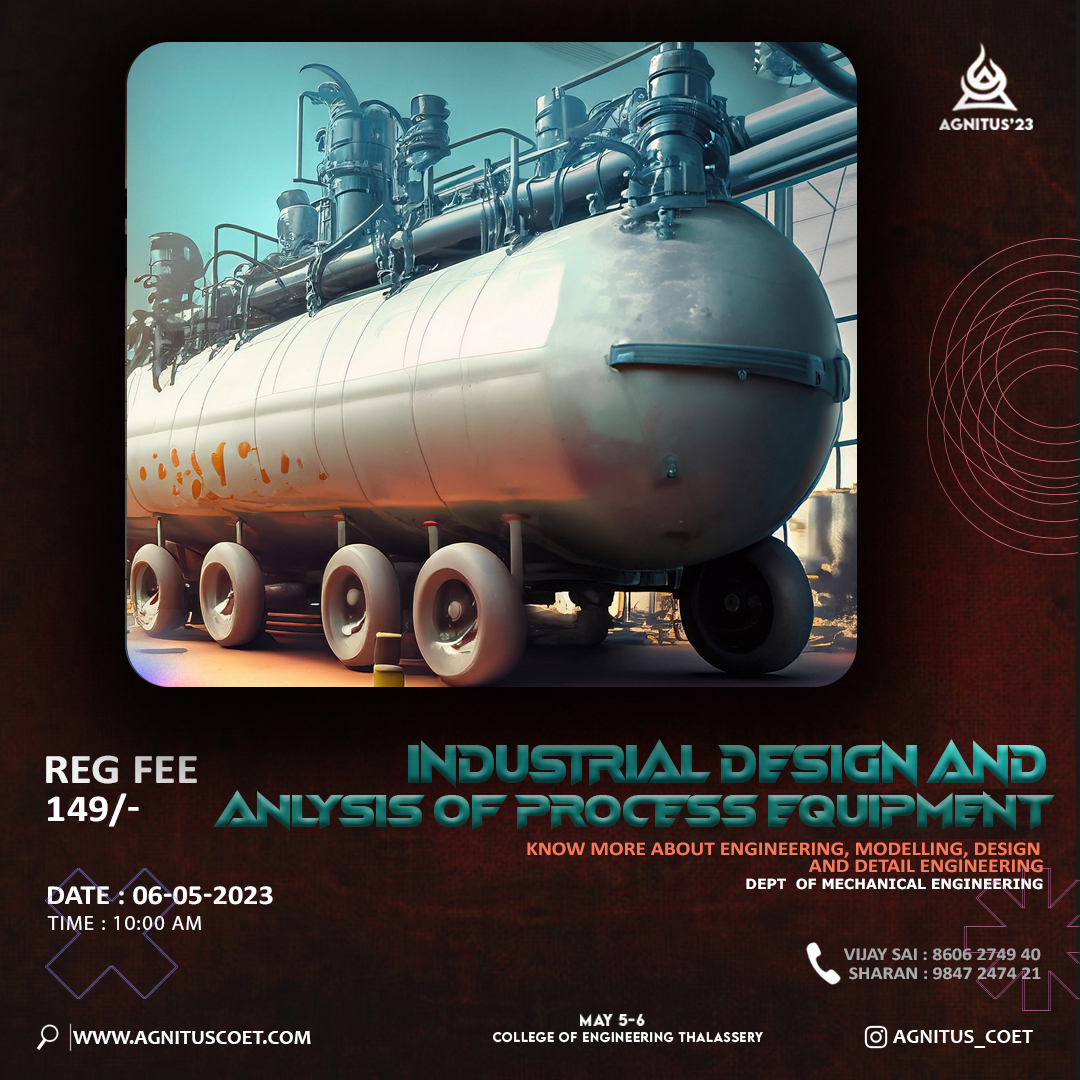 AGNITUS'23
REG FEE
149/-
INDUSTRIAL DESIGN AND
ANLYSIS OF PROCESS EQUIPMENT
KNOW MORE ABOUT ENGINEERING, MODELLING, DESIGN
AND DETAIL ENGINEERING
DEPT OF MECHANICAL ENGINEERING
DATE : 06-05-2023
TIME : 10:00 AM
VIJAY SAI : 8606 2749 40
SHARAN : 9847 2474 21
WWW.AGNITUSCOET.COM
MAY 5-6
COLLEGE OF ENGINEERING THALASSERY
AGNITUS_COET